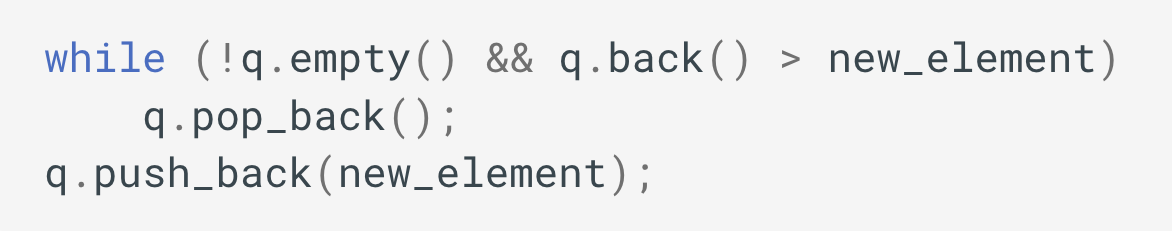 while (!q.empty() && q.back() > new_element)
    q.pop_back();
q.push_back(new_element);